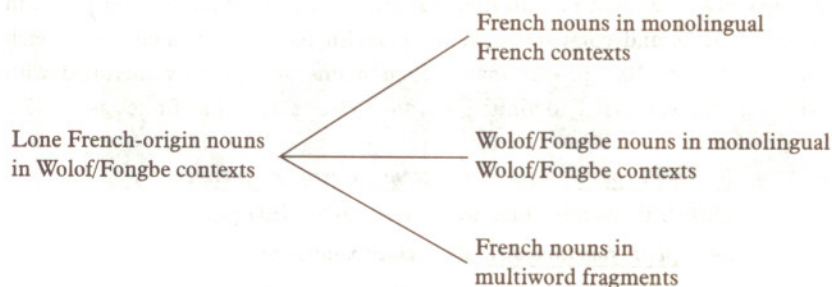 French nouns in monolingual
French contexts
Lone French-origin nouns
in Wolof/Fongbe contexts
Wolof/Fongbe nouns in monolingual
Wolof/Fongbe contexts
French nouns in
multiword fragments